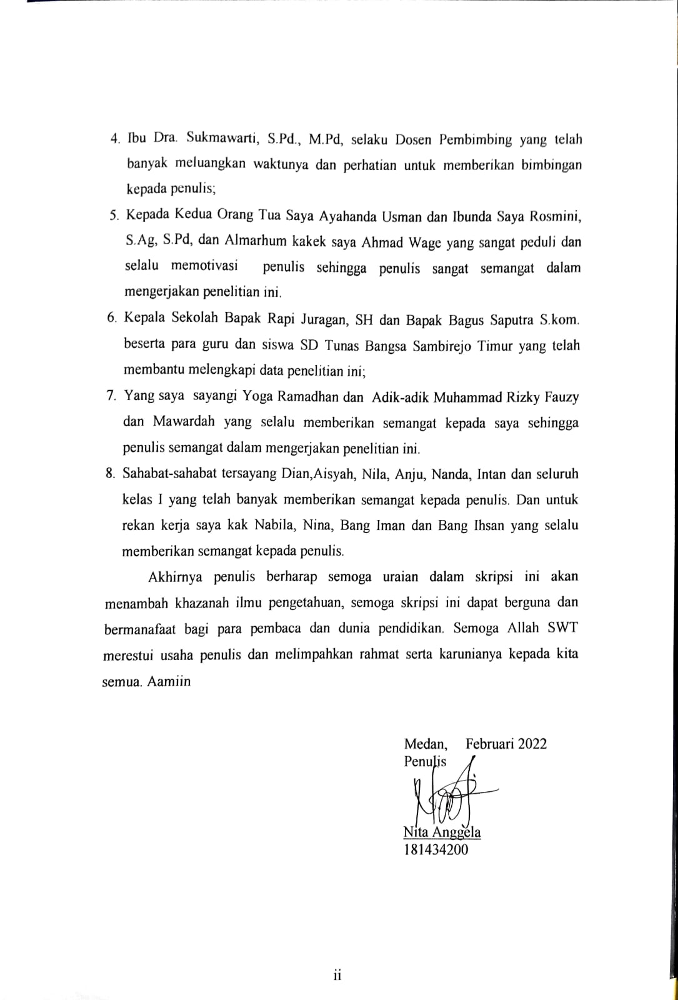 4. Ibu Dra. Sukmawarti, S.Pd., M.Pd, selaku Dosen Pembimbing yang telah
banyak meluangkan waktunya dan perhatian untuk memberikan bimbingan
kepada penulis;
5. Kepada Kedua Orang Tua Saya Ayahanda Usman dan Ibunda Saya Rosmini,
S.Ag, S.Pd, dan Almarhum kakek saya Ahmad Wage yang sangat peduli dan
selalu memotivasi penulis sehingga penulis sangat semangat dalam
mengerjakan penelitian ini.
6. Kepala Sekolah Bapak Rapi Juragan, SH dan Bapak Bagus Saputra S.kom.
beserta para guru dan siswa SD Tunas Bangsa Sambirejo Timur yang telah
membantu melengkapi data penelitian ini;
7. Yang saya sayangi Yoga Ramadhan dan Adik-adik Muhammad Rizky Fauzy
dan Mawardah yang selalu memberikan semangat kepada saya sehingga
penulis semangat dalam mengerjakan penelitian ini.
8. Sahabat-sahabat tersayang Dian,Aisyah, Nila, Anju, Nanda, Intan dan seluruh
kelas I yang telah banyak memberikan semangat kepada penulis. Dan untuk
rekan kerja saya kak Nabila, Nina, Bang Iman dan Bang Ihsan yang selalu
memberikan semangat kepada penulis.
Akhirnya penulis berharap semoga uraian dalam skripsi ini akan
menambah khazanah ilmu pengetahuan, semoga skripsi ini dapat berguna dan
bermanafaat bagi para pembaca dan dunia pendidikan. Semoga Allah SWT
merestui usaha penulis dan melimpahkan rahmat serta karunianya kepada kita
semua. Aamiin
Medan, Februari 2022
Penulis
Nita Anggela
181434200
ii